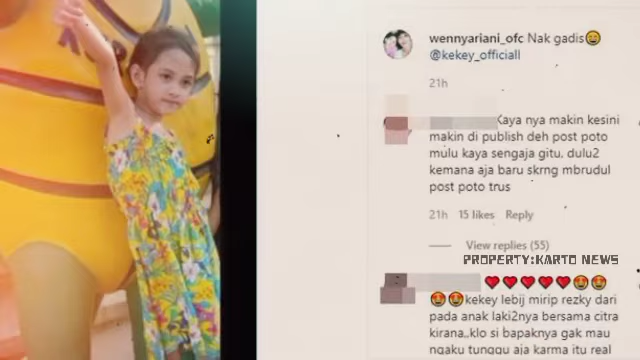 wennyariani_ofc Nak gadis😄
@kekey_officiall
21h
Kaya nya makin kesini
makin di publish deh post poto
mulu kaya sengaja gitu, dulu2
kemana aja baru skrng mbrudul
post poto trus
21h 15 likes Reply
View replies (55)
PROPERTY:KARTO NEWS
❤️❤️❤️❤️❤️😍😍
😍😍kekey lebij mirip rezky dari
pada anak laki2nya bersama citra
kirana,,klo si bapaknya gak mau
ngaku tunggu aja karma itu real